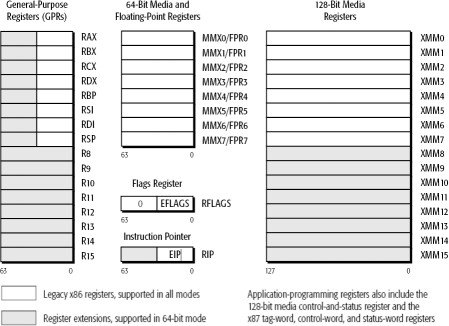 General-Purpose
Registers (GPRs)
64-Bit Media and
Floating-Point Registers
128-Bit Media
Registers
RAX
RBX
RCX
RDX
RBP
RSI
RDI
RSP
R8
R9
R10
R11
R12
R13
R14
R15
63 0
MMX0/FPR0
MMX1/FPR1
MMX2/FPR2
MMX3/FPR3
MMX4/FPR4
MMX5/FPR5
MMX6/FPR6
MMX7/FPR7
63 0
Flags Register
0 EFLAGS RFLAGS
63 0
Instruction Pointer
EIP RIP
63 0
XMM0
XMM1
XMM2
XMM3
XMM4
XMM5
XMM6
XMM7
XMM8
XMM9
XMM10
XMM11
XMM12
XMM13
XMM14
XMM15
127 0
Legacy x86 registers, supported in all modes
Register extensions, supported in 64-bit mode
Application-programming registers also include the
128-bit media control-and-status register and the
x87 tag-word, control-word, and status-word registers